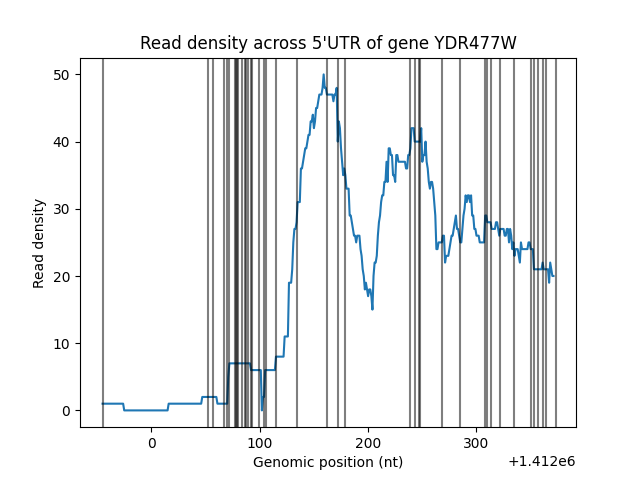 Read density across 5'UTR of gene YDR477W
50
40
30
20
10
0
Read density
0 100 200 300
Genomic position (nt)
+1.412e6